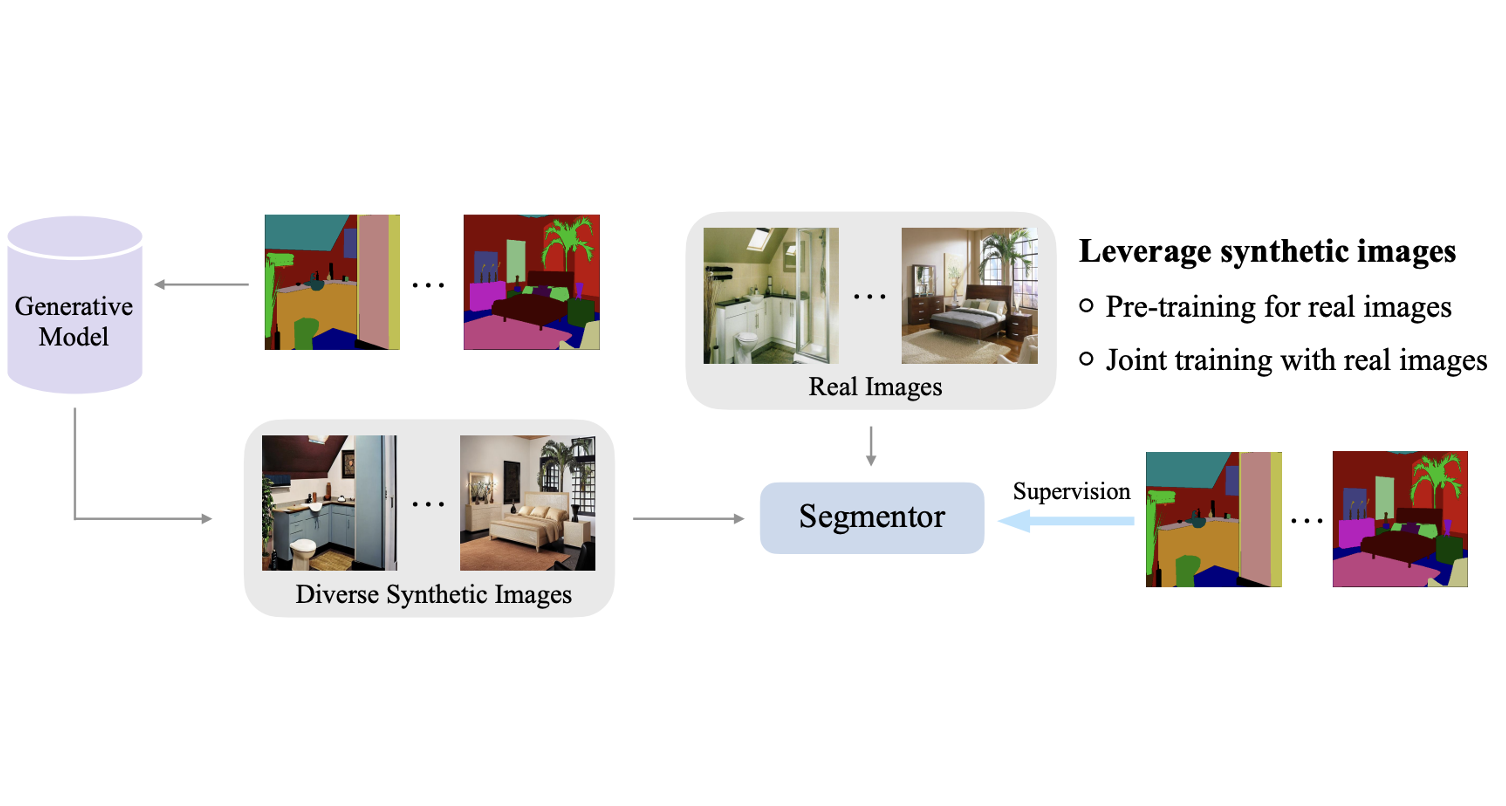 Generative
Model
Real Images
Leverage synthetic images
Pre-training for real images
Joint training with real images
Diverse Synthetic Images
Segmentor
Supervision